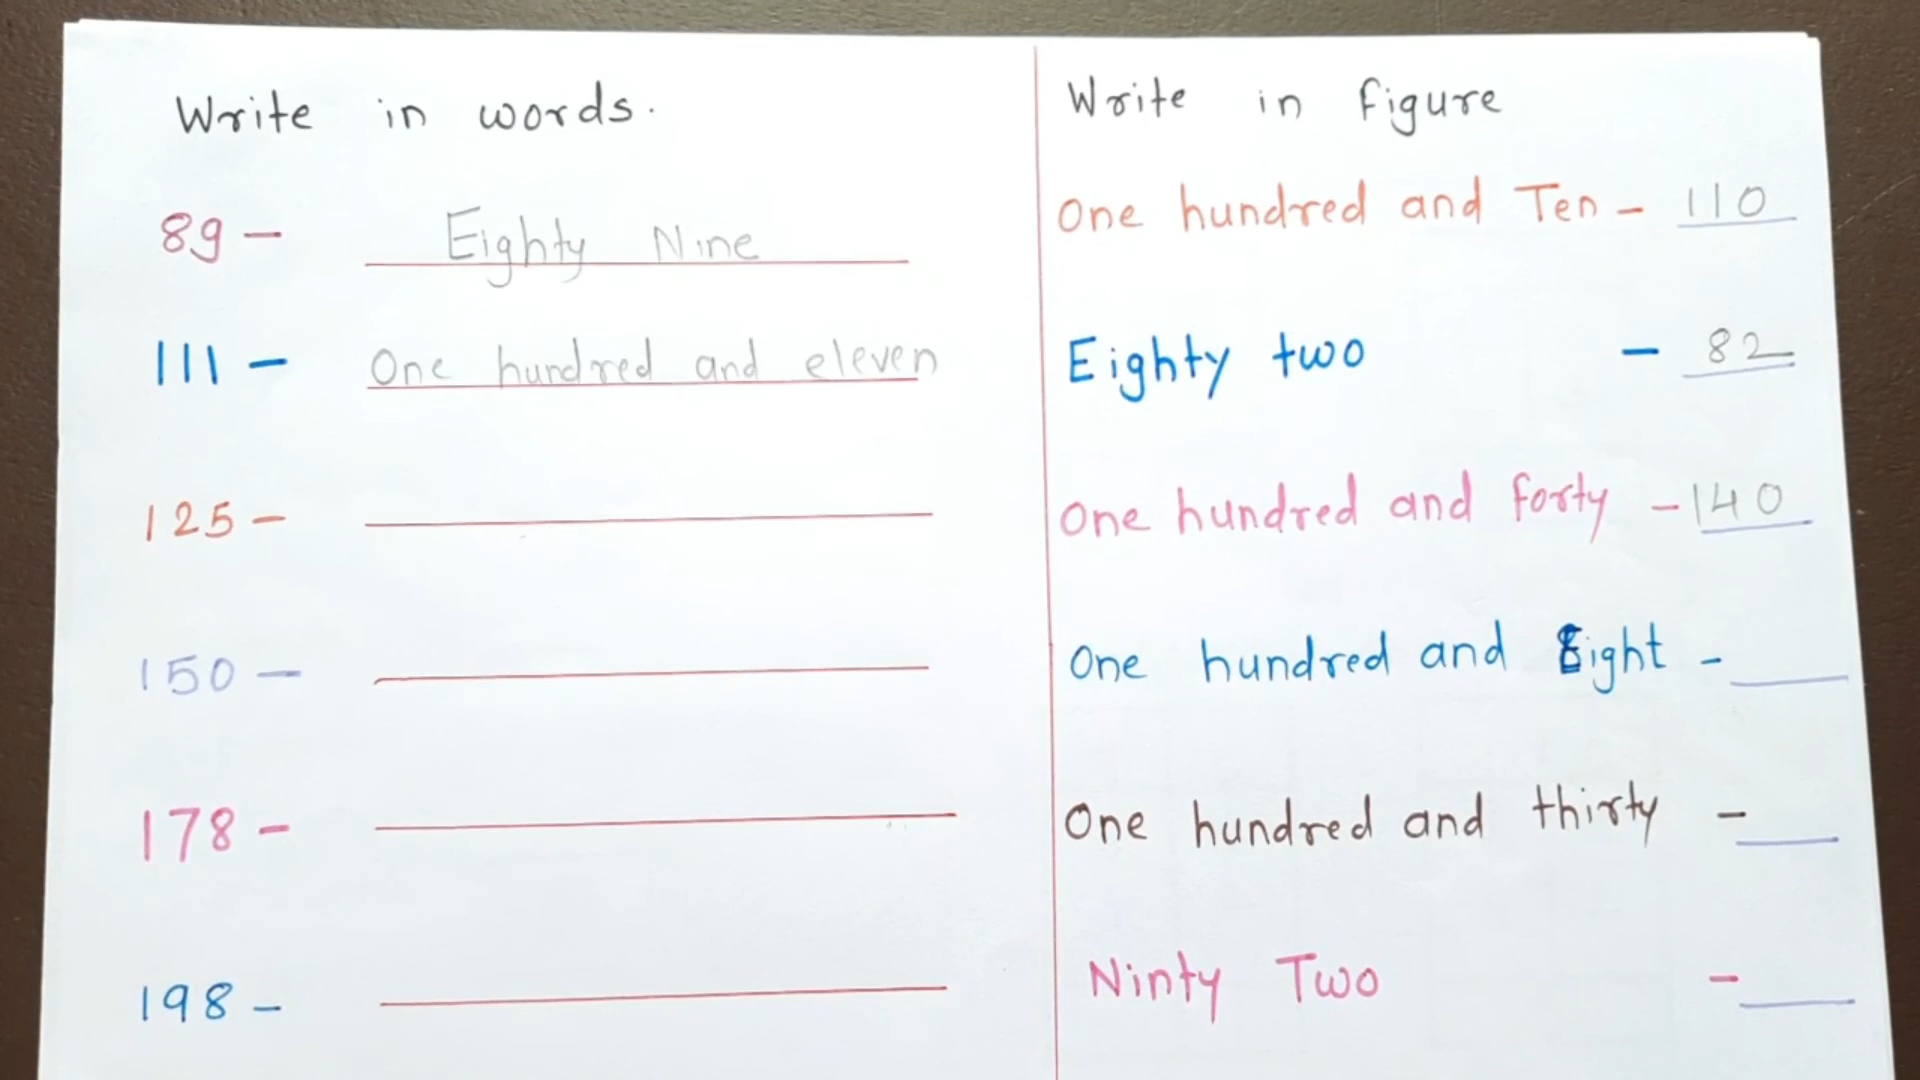 Write in words.
89 - Eighty Nine
111 - One hundred and eleven
125 -
150 -
178 -
198 -
Write in figure
One hundred and Ten - 110
Eighty two - 82
One hundred and forty - 140
One hundred and Eight -
One hundred and thirty -
Ninty Two -